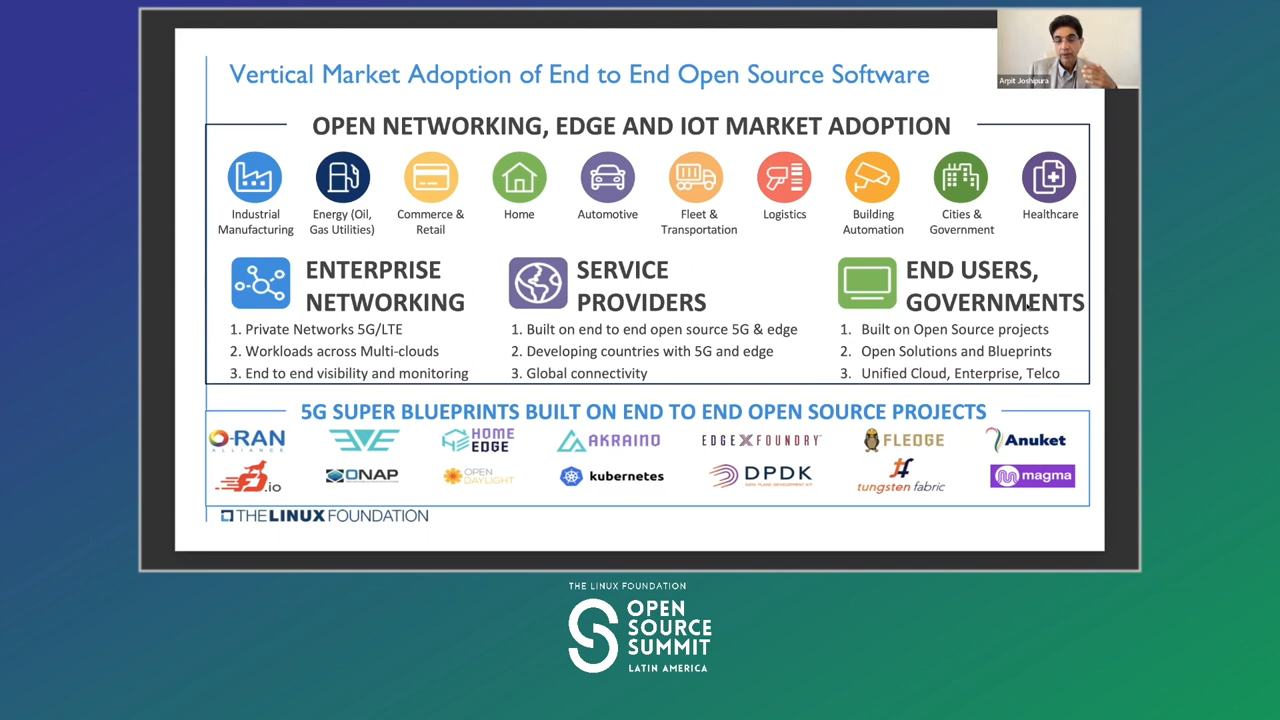 Vertical Market Adoption of End to End Open Source Software
Arpit Joshipura
OPEN NETWORKING, EDGE AND IOT MARKET ADOPTION
Industrial
Manufacturing
Energy (Oil,
Gas Utilities)
Commerce &
Retail
Home
Automotive
Fleet &
Transportation
Logistics
Building
Automation
Cities &
Government
Healthcare
ENTERPRISE
NETWORKING
1. Private Networks 5G/LTE
2. Workloads across Multi-clouds
3. End to end visibility and monitoring
SERVICE
PROVIDERS
1. Built on end to end open source 5G & edge
2. Developing countries with 5G and edge
3. Global connectivity
END USERS,
GOVERNMENTS
1. Built on Open Source projects
2. Open Solutions and Blueprints
3. Unified Cloud, Enterprise, Telco
5G SUPER BLUEPRINTS BUILT ON END TO END OPEN SOURCE PROJECTS
O-RAN
ALLIANCE
EVE
HOME
EDGE
AKRAINO
EDGE X FOUNDRY
FLEDGE
Anuket
FD.io
ONAP
OPEN
DAYLIGHT
kubernetes
DPDK
DATA PLANE DEVELOPMENT KIT
tungsten fabric
magma
THE LINUX FOUNDATION
THE LINUX FOUNDATION
OPEN
SOURCE
SUMMIT
LATIN AMERICA